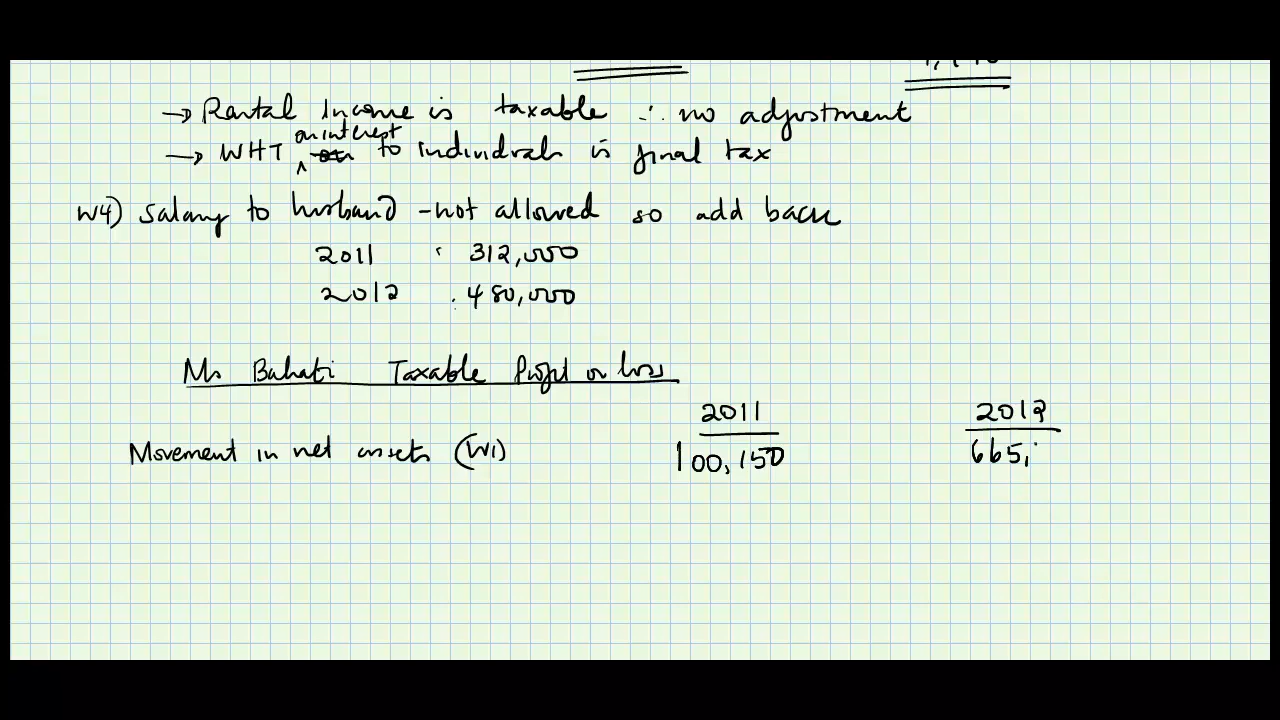 → Rental Income is taxable ∴ no adjustment
on interest
→ WHT ^ to individuals is final tax
W4) Salary to husband - not allowed so add back
2011 312,000
2012 480,000
Ms Bahati Taxable Profit or loss
2011 2012
Movement in net assets (W1) 100,150 665,